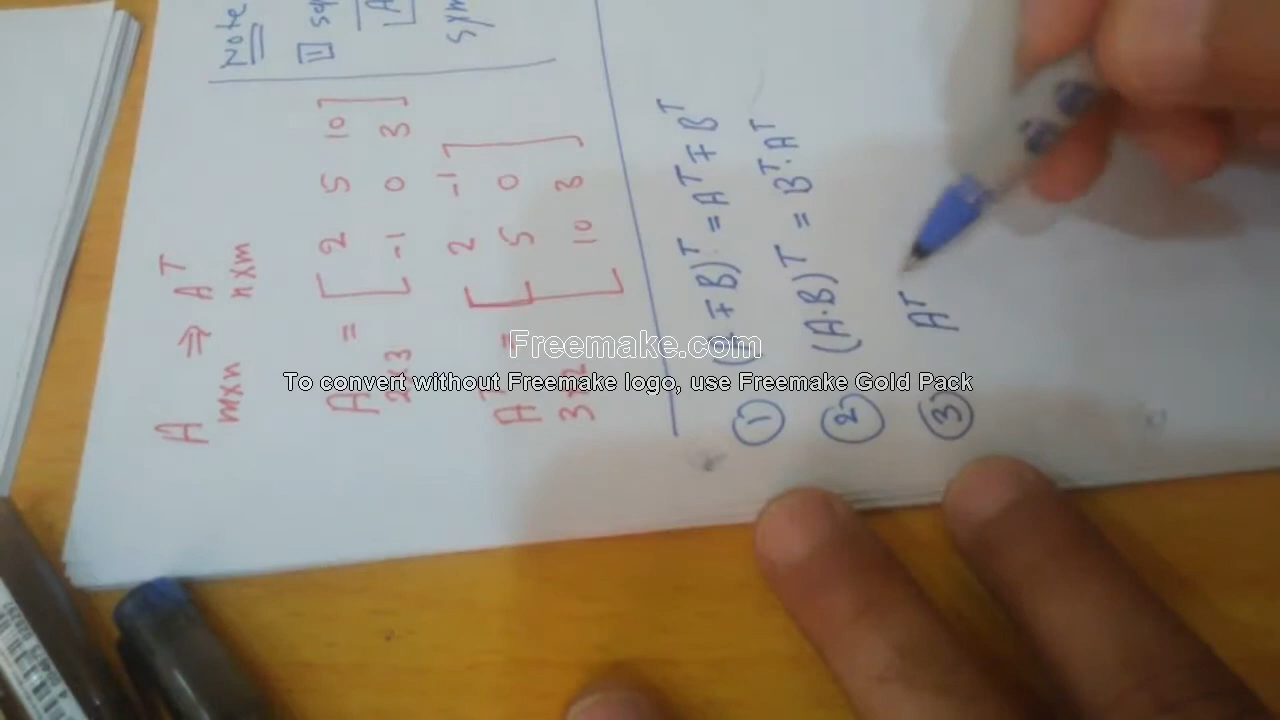 A ⇒ Aᵀ
m×n n×m
A = [ 2 5 10
2×3 -1 0 3 ]
Aᵀ = [ 2 -1
5 0
3×2 10 3 ]
Note
1
① (A ∓ B)ᵀ = Aᵀ ∓ Bᵀ
② (A·B)ᵀ = Bᵀ·Aᵀ
③ Aᵀ
Freemake.com
To convert without Freemake logo, use Freemake Gold Pack